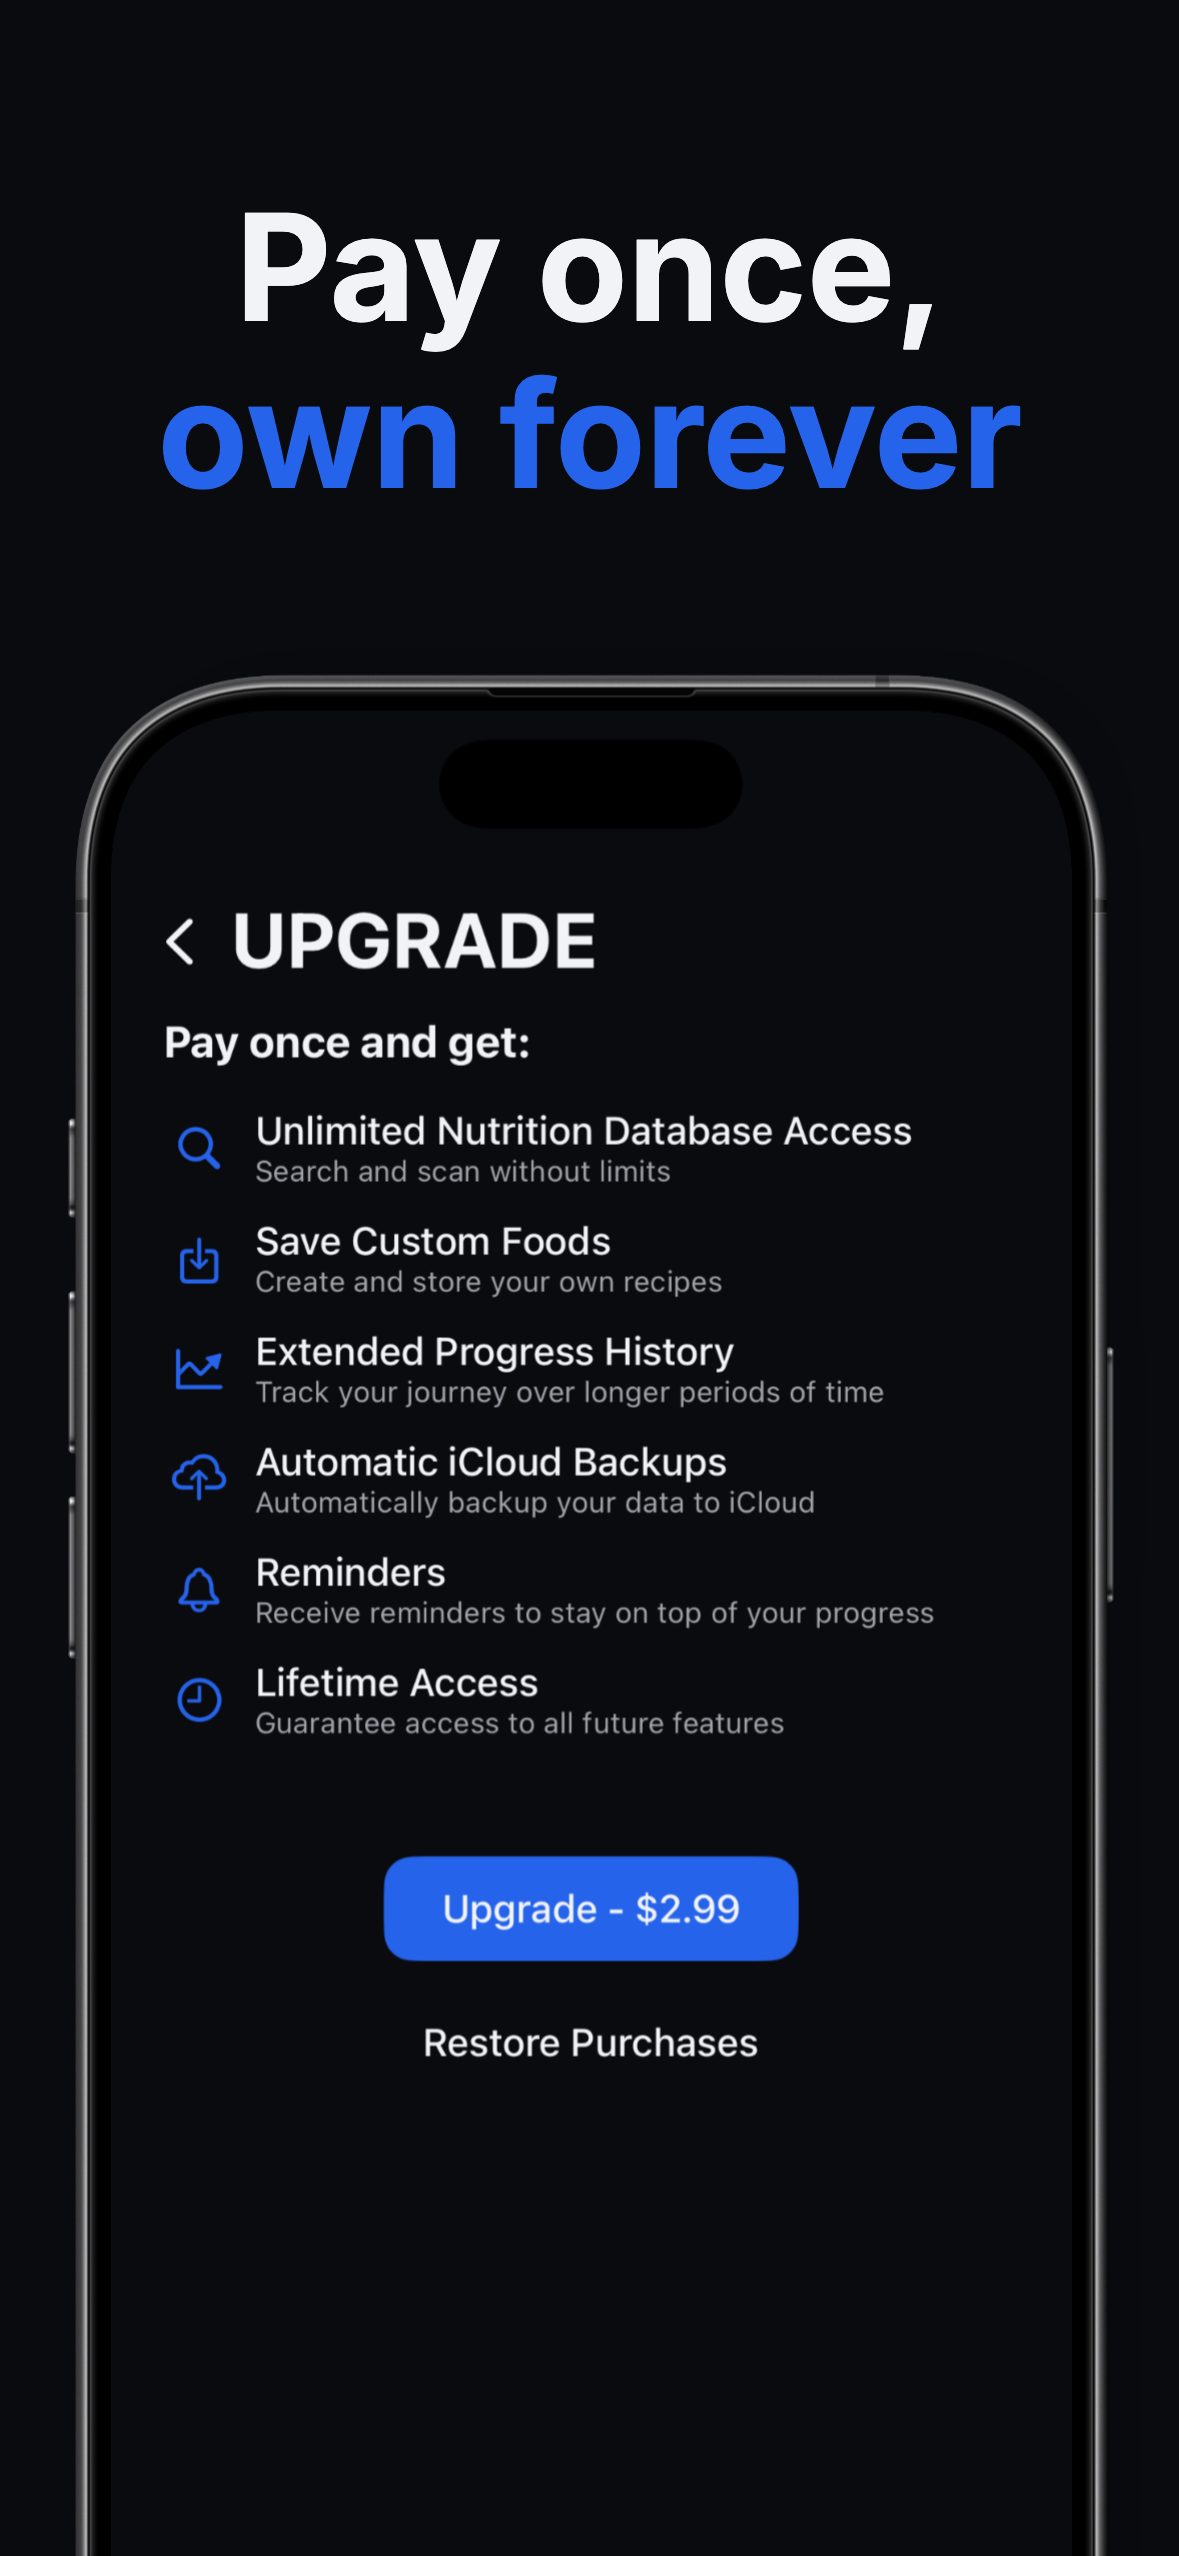 Pay once,
own forever
UPGRADE
Pay once and get:
Unlimited Nutrition Database Access
Search and scan without limits
Save Custom Foods
Create and store your own recipes
Extended Progress History
Track your journey over longer periods of time
Automatic iCloud Backups
Automatically backup your data to iCloud
Reminders
Receive reminders to stay on top of your progress
Lifetime Access
Guarantee access to all future features
Upgrade - $2.99
Restore Purchases